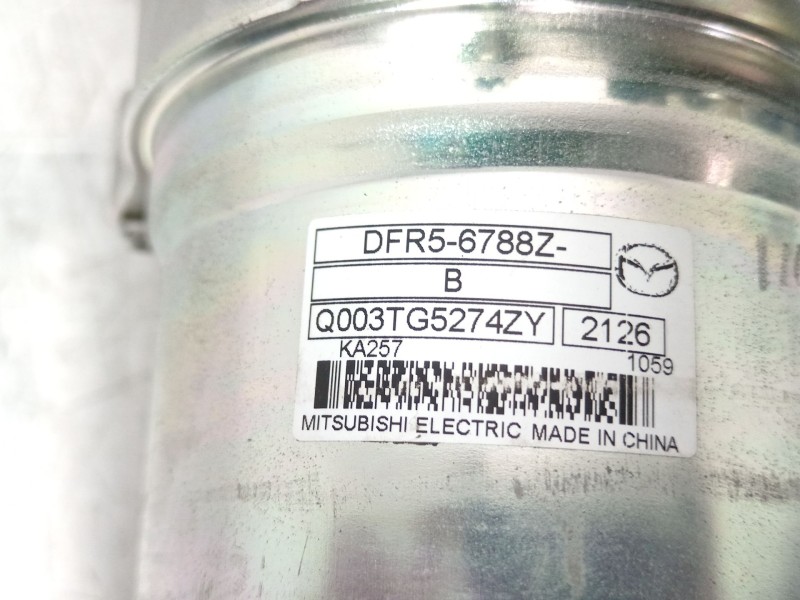 DFR5-6788Z-
B
Q003TG5274ZY 2126
KA257 1059
MITSUBISHI ELECTRIC MADE IN CHINA